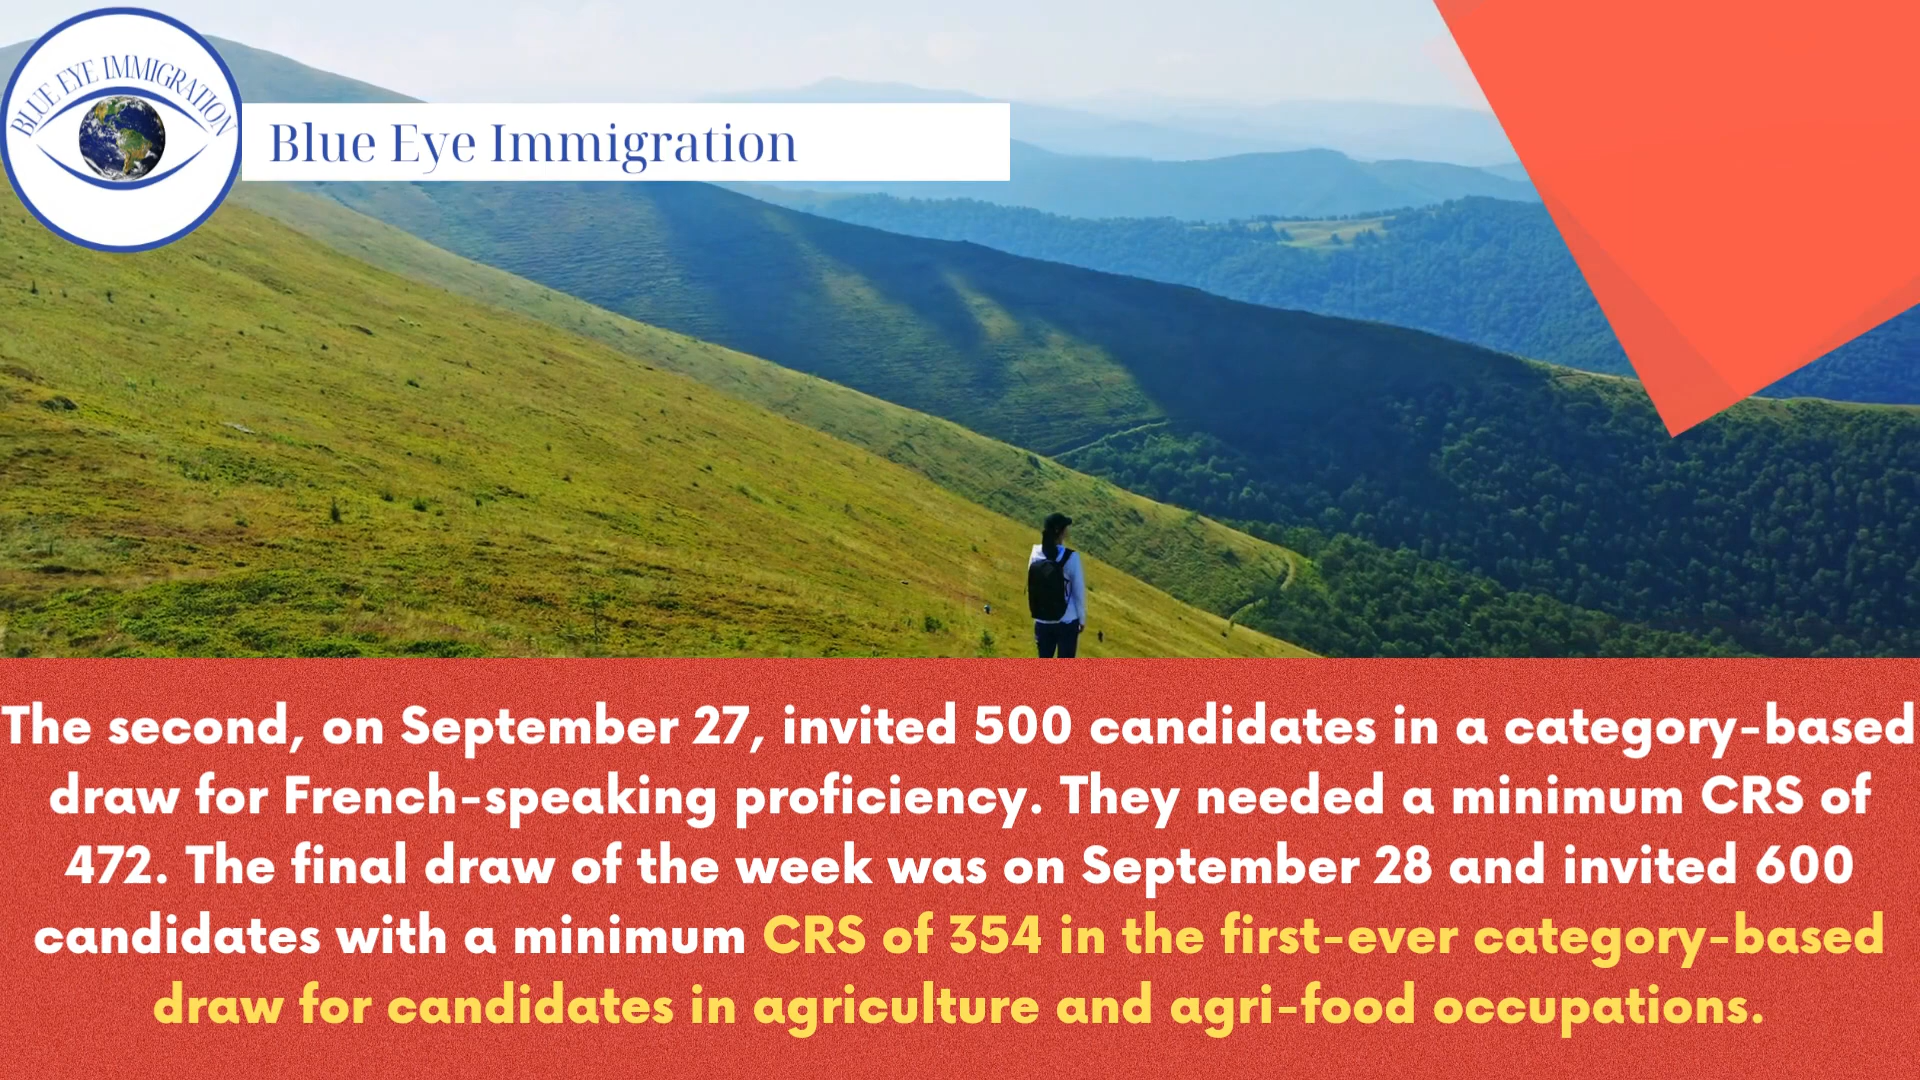 BLUE EYE IMMIGRATION
Blue Eye Immigration
The second, on September 27, invited 500 candidates in a category-based
draw for French-speaking proficiency. They needed a minimum CRS of
472. The final draw of the week was on September 28 and invited 600
candidates with a minimum CRS of 354 in the first-ever category-based
draw for candidates in agriculture and agri-food occupations.